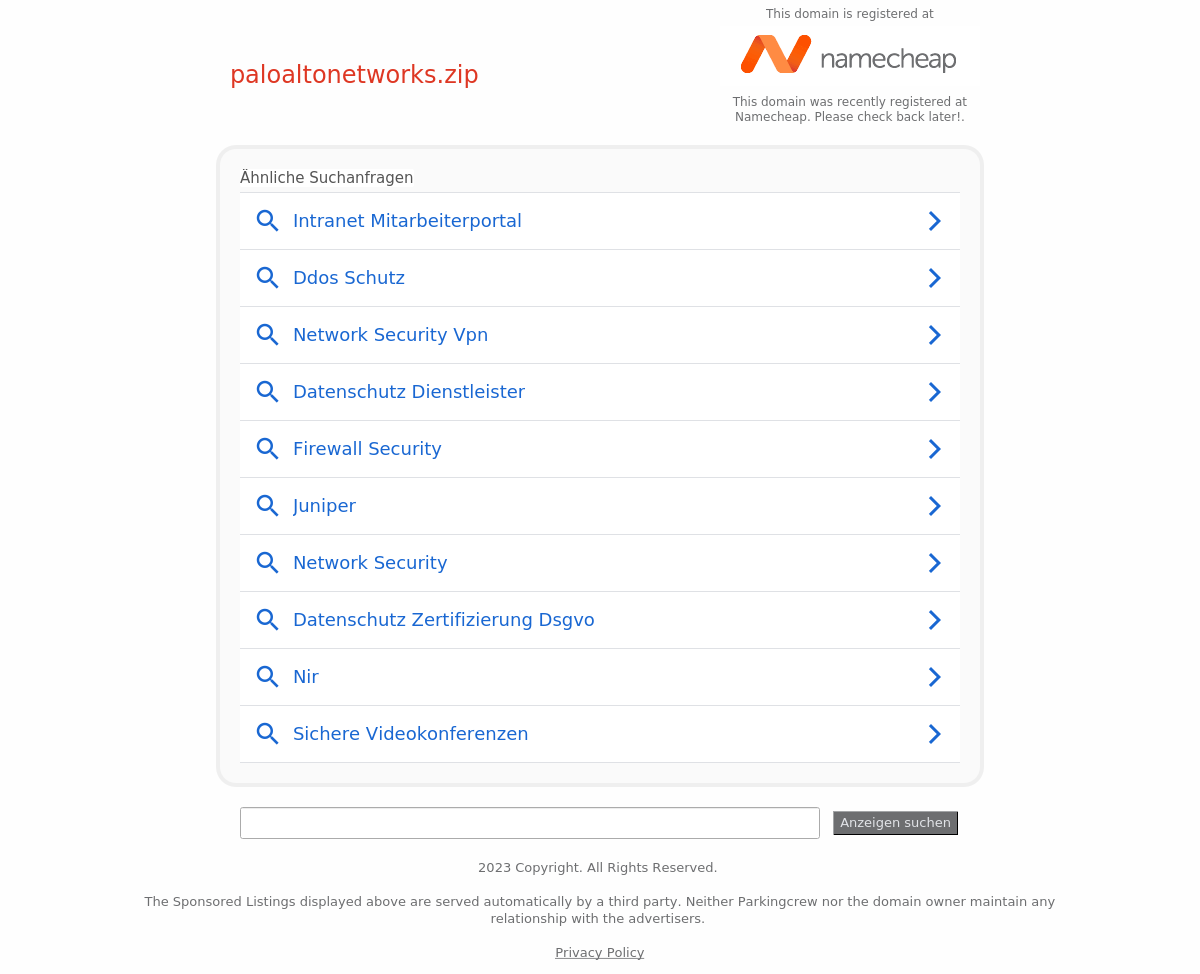 This domain is registered at
namecheap
paloaltonetworks.zip
This domain was recently registered at
Namecheap. Please check back later!.
Ähnliche Suchanfragen
Intranet Mitarbeiterportal
Ddos Schutz
Network Security Vpn
Datenschutz Dienstleister
Firewall Security
Juniper
Network Security
Datenschutz Zertifizierung Dsgvo
Nir
Sichere Videokonferenzen
Anzeigen suchen
2023 Copyright. All Rights Reserved.
The Sponsored Listings displayed above are served automatically by a third party. Neither Parkingcrew nor the domain owner maintain any
relationship with the advertisers.
Privacy Policy